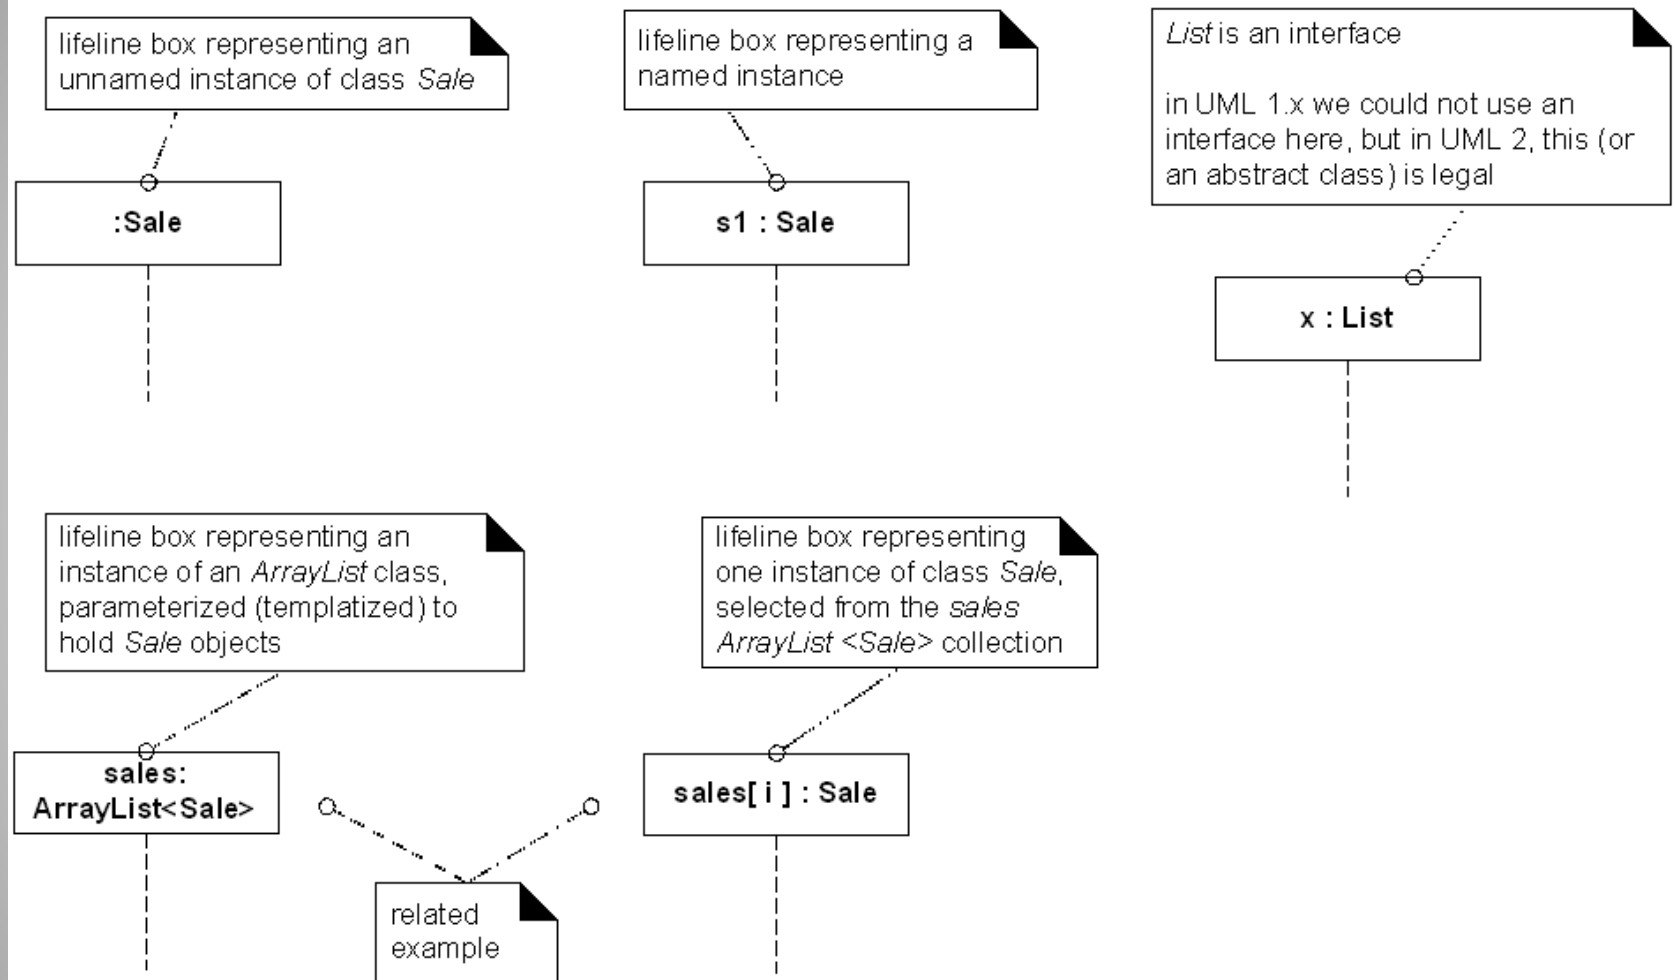 lifeline box representing an
unnamed instance of class Sale
:Sale
lifeline box representing a
named instance
s1 : Sale
List is an interface
in UML 1.x we could not use an
interface here, but in UML 2, this (or
an abstract class) is legal
x : List
lifeline box representing an
instance of an ArrayList class,
parameterized (templatized) to
hold Sale objects
sales:
ArrayList<Sale>
lifeline box representing
one instance of class Sale,
selected from the sales
ArrayList <Sale> collection
sales[ i ] : Sale
related
example